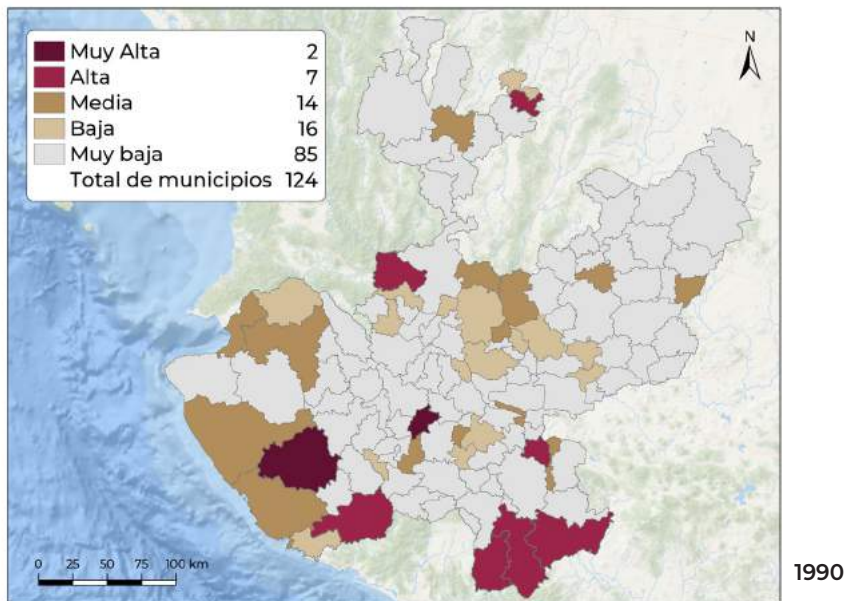 Muy Alta 2
Alta 7
Media 14
Baja 16
Muy baja 85
Total de municipios 124
N
0 25 50 75 100 km
1990